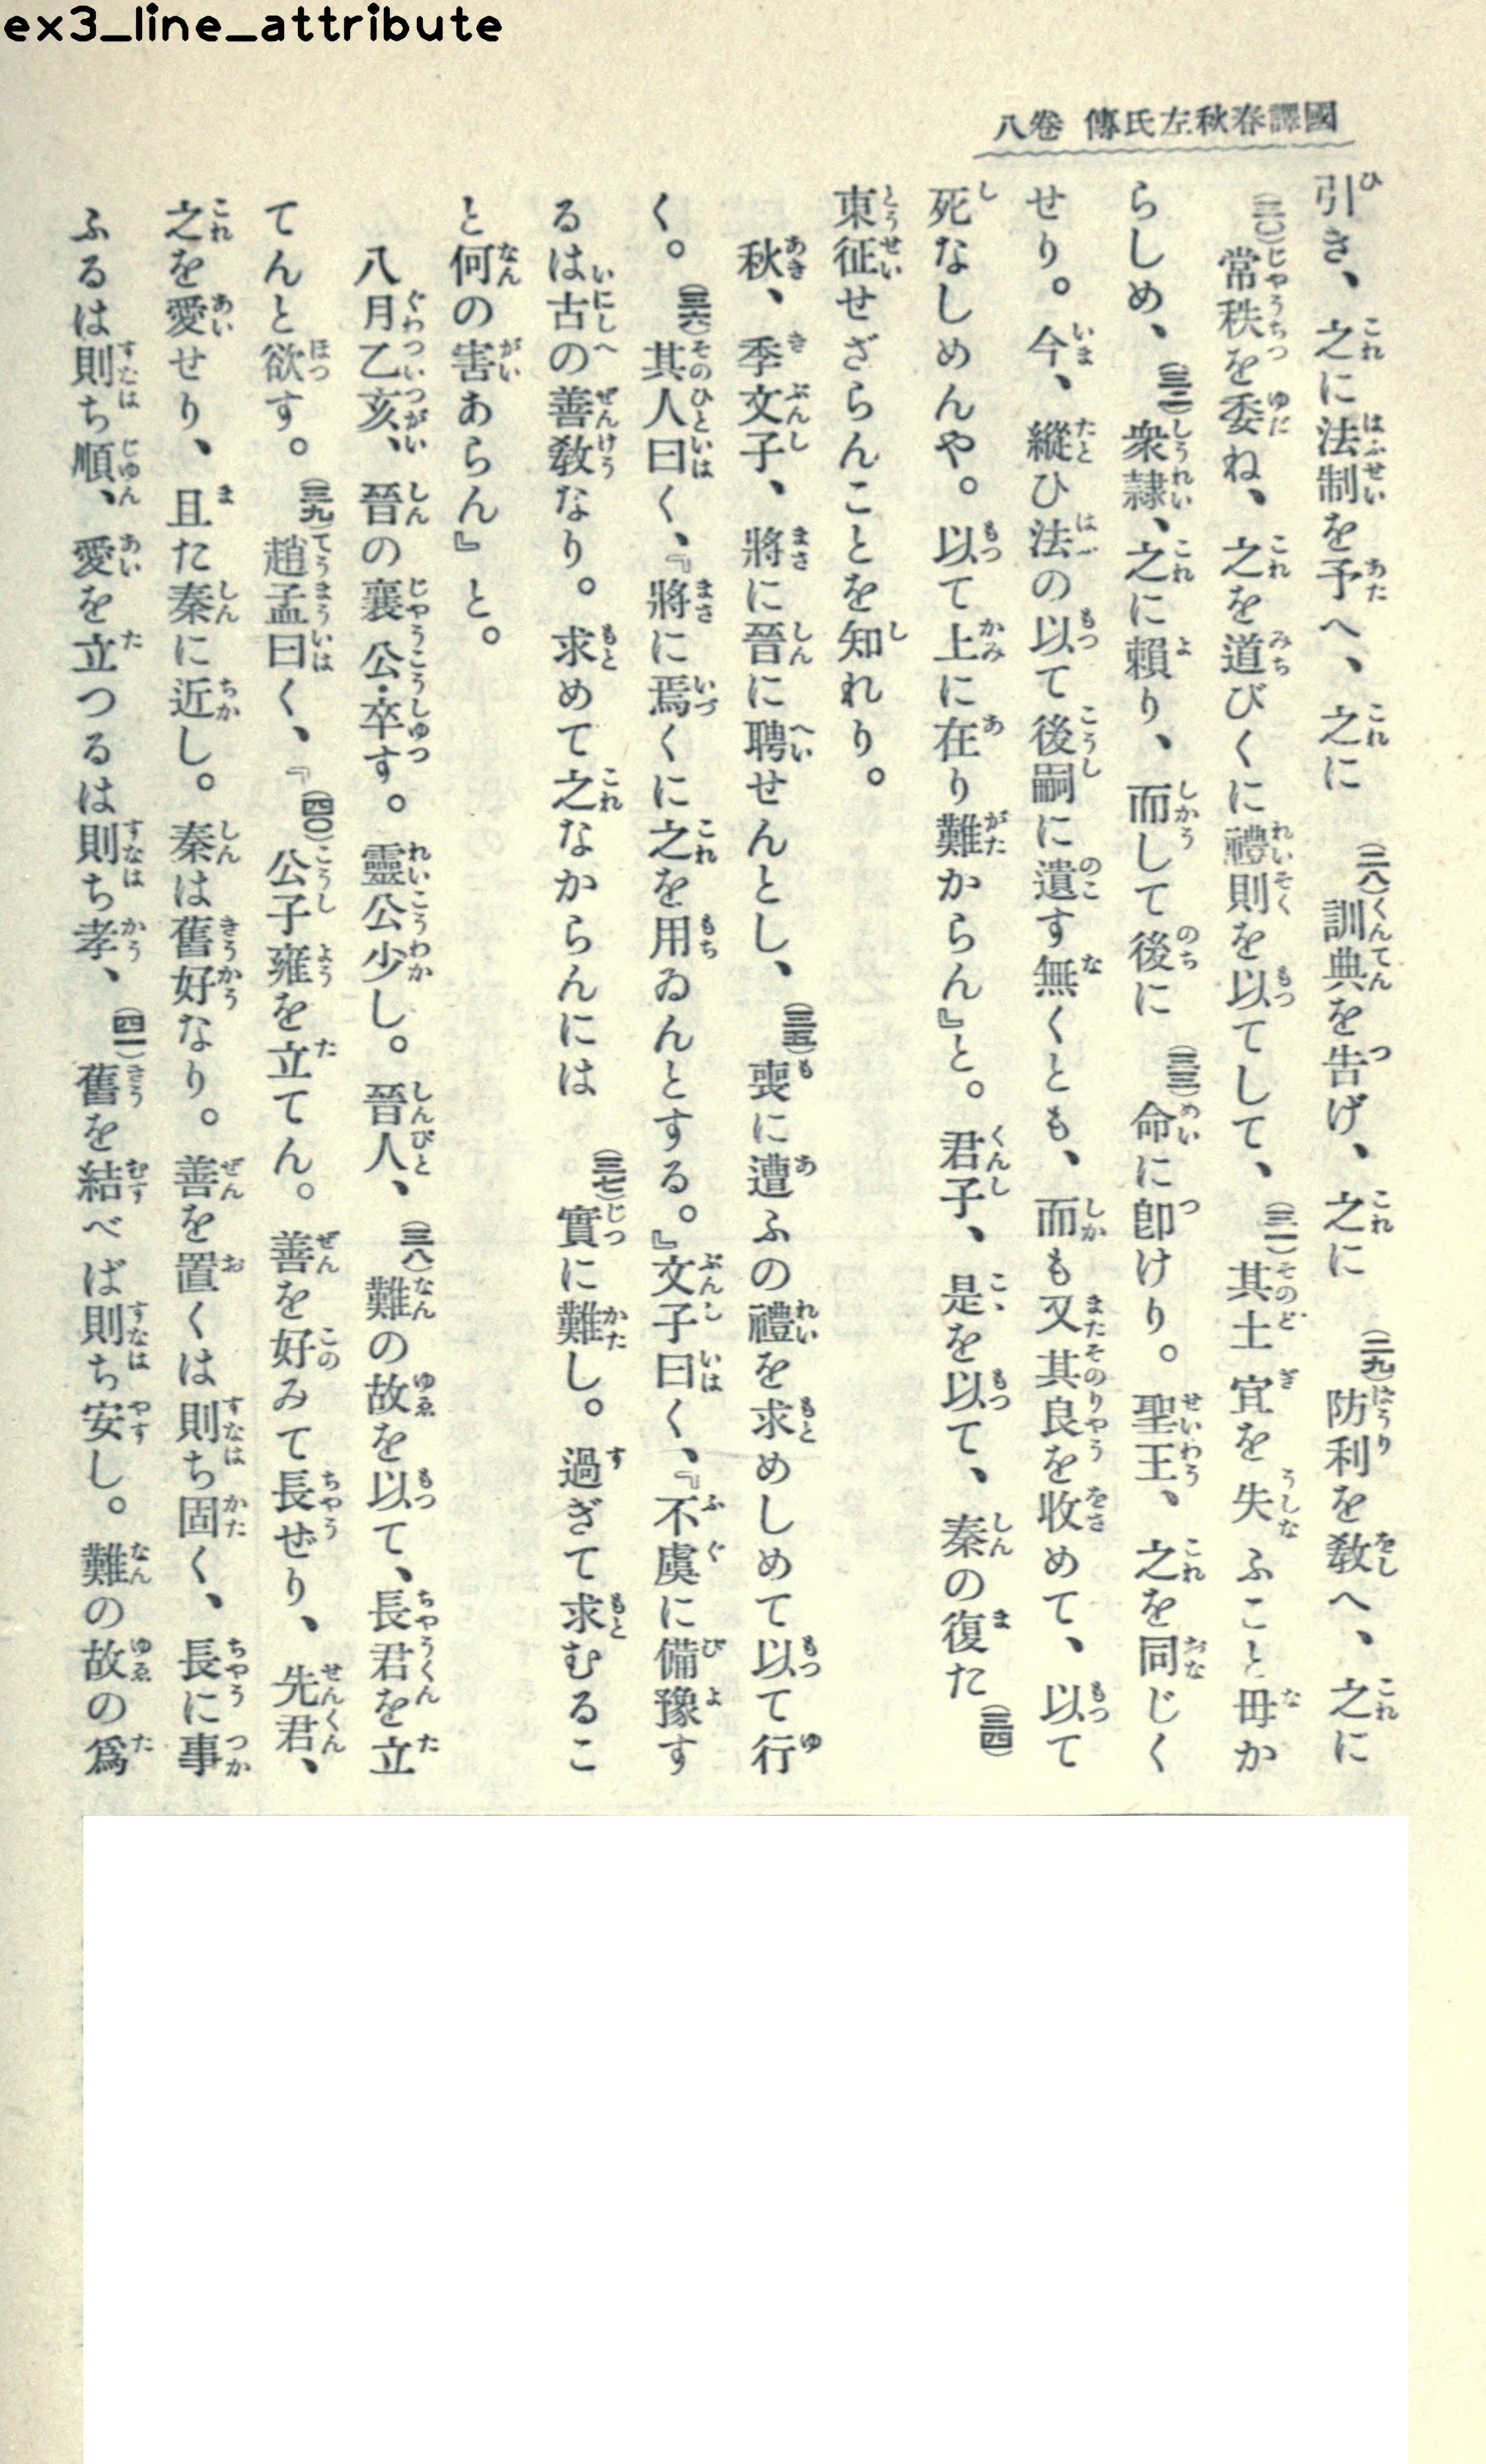 ex3_line_attribute
國譯春秋左氏傳 卷八
引き、之に法制を予へ、之に(二八)訓典を吿げ、之に(二九)防利を敎へ、之に
(三〇)常秩を委ね、之を道びくに禮則を以てして、(三一)其土宜を失ふこと毋か
らしめ、(三二)衆隷、之に賴り、而して後に(三三)命に卽けり。聖王、之を同じく
せり。今、縱ひ法の以て後嗣に遺す無くとも、而も又其良を收めて、以て
死なしめんや。以て上に在り難からん』と。君子、是を以て、秦の復た(三四)
東征せざらんことを知れり。
秋、季文子、將に晉に聘せんとし、(三五)喪に遭ふの禮を求めしめて以て行
く。(三六)其人曰く、『將に焉くに之を用ゐんとする。』文子曰く、『不虞に備豫す
るは古の善敎なり。求めて之なからんには(三七)實に難し。過ぎて求むるこ
と何の害あらん』と。
八月乙亥、晉の襄公・卒す。靈公少し。晉人、(三八)難の故を以て、長君を立
てんと欲す。(三九)趙孟曰く、『(四〇)公子雍を立てん。善を好みて長ぜり、先君、
之を愛せり、且た秦に近し。秦は舊好なり。善を置くは則ち固く、長に事
ふるは則ち順、愛を立つるは則ち孝、(四一)舊を結べば則ち安し。難の故の爲